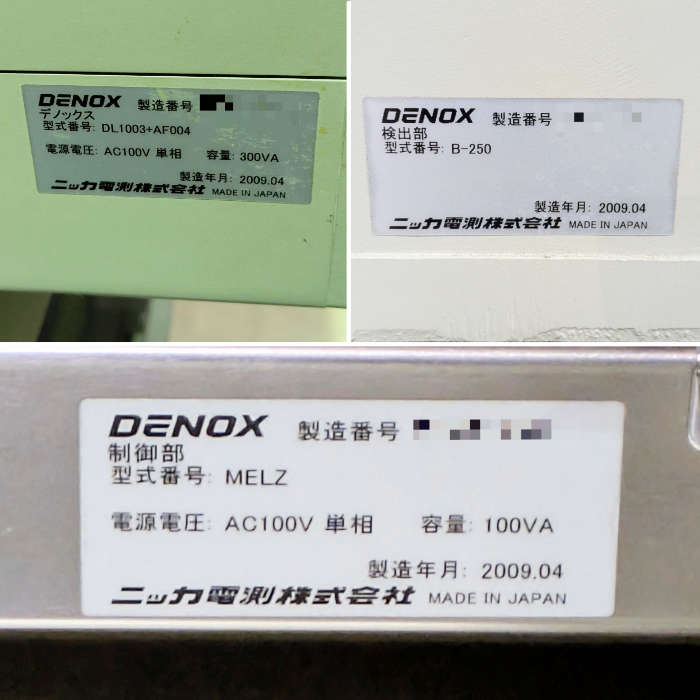 DENOX 製造番号
デノックス
型式番号: DL1003+AF004
電源電圧: AC100V 単相 容量: 300VA
製造年月: 2009.04
ニッカ電測株式会社 MADE IN JAPAN
DENOX 製造番号
検出部
型式番号: B-250
製造年月: 2009.04
ニッカ電測株式会社 MADE IN JAPAN
DENOX 製造番号
制御部
型式番号: MELZ
電源電圧: AC100V 単相 容量: 100VA
製造年月: 2009.04
ニッカ電測株式会社 MADE IN JAPAN